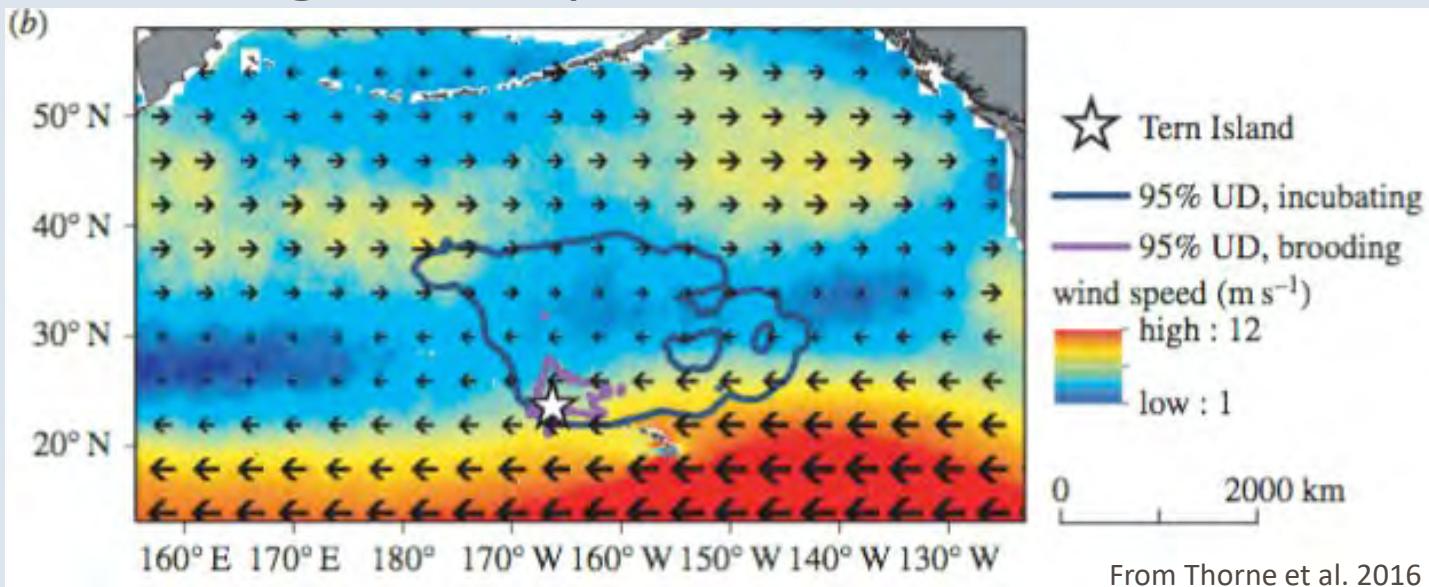 (b)
50° N
40° N
30° N
20° N
160° E 170° E 180° 170° W 160° W 150° W 140° W 130° W
Tern Island
95% UD, incubating
95% UD, brooding
wind speed (m s⁻¹)
high : 12
low : 1
0 2000 km
From Thorne et al. 2016